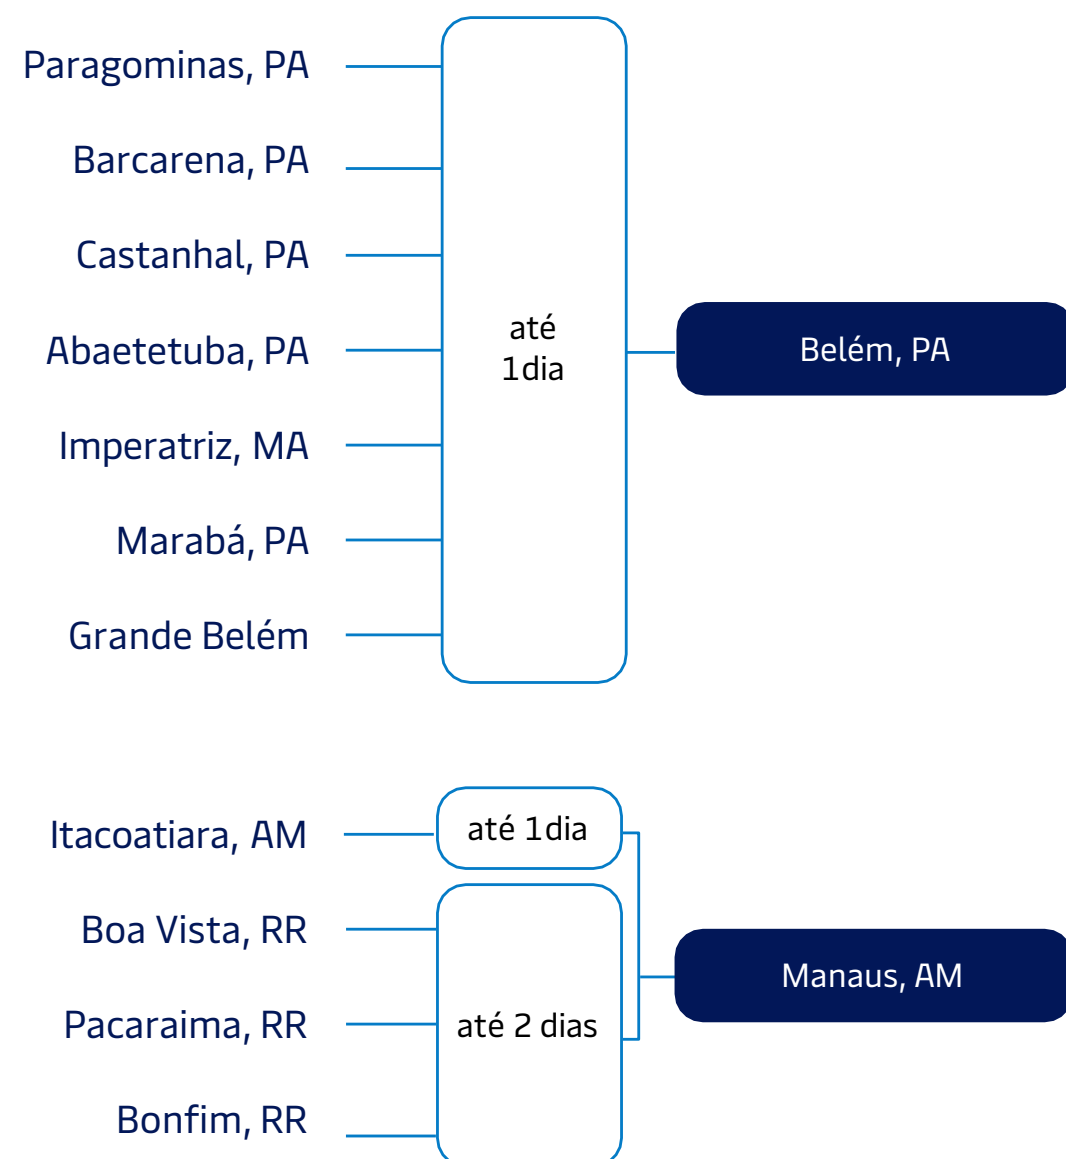 Paragominas, PA
Barcarena, PA
Castanhal, PA
Abaetetuba, PA
Imperatriz, MA
Marabá, PA
Grande Belém
até
1dia
Belém, PA
Itacoatiara, AM
Boa Vista, RR
Pacaraima, RR
Bonfim, RR
até 1dia
até 2 dias
Manaus, AM